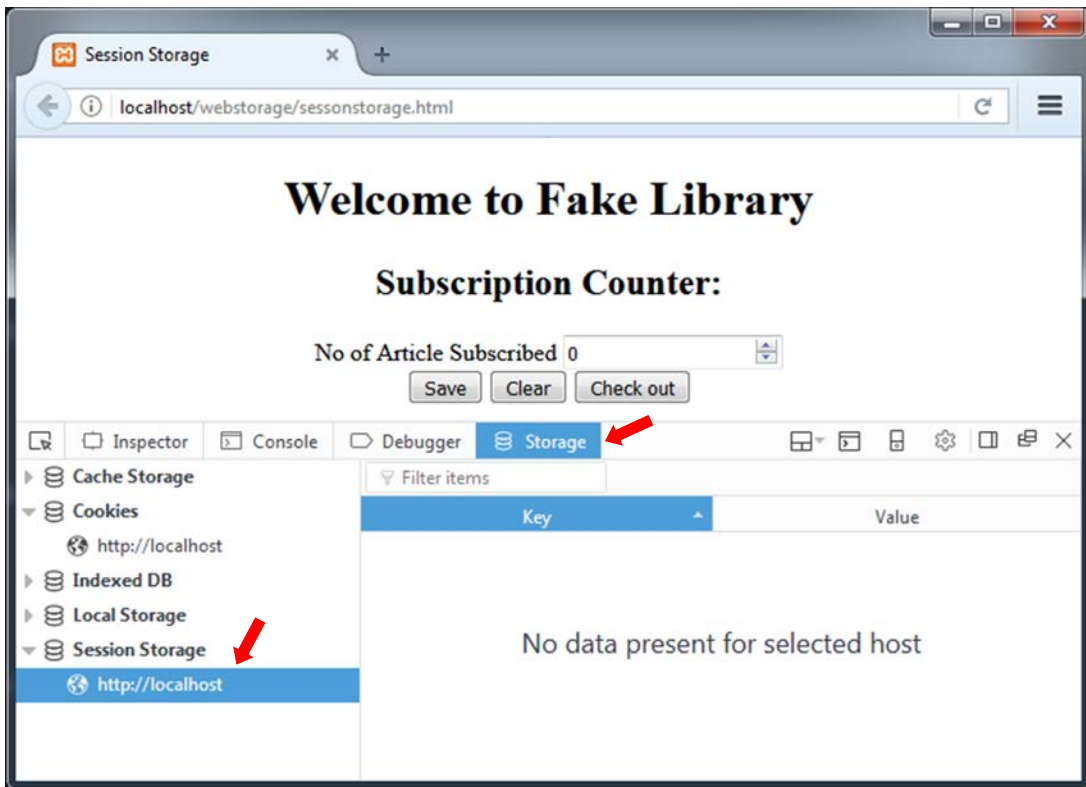 Session Storage
localhost/webstorage/sessonstorage.html
Welcome to Fake Library
Subscription Counter:
No of Article Subscribed 0
Save Clear Check out
Inspector Console Debugger Storage
Cache Storage
Filter items
Cookies
Key Value
http://localhost
Indexed DB
Local Storage
Session Storage
No data present for selected host
http://localhost